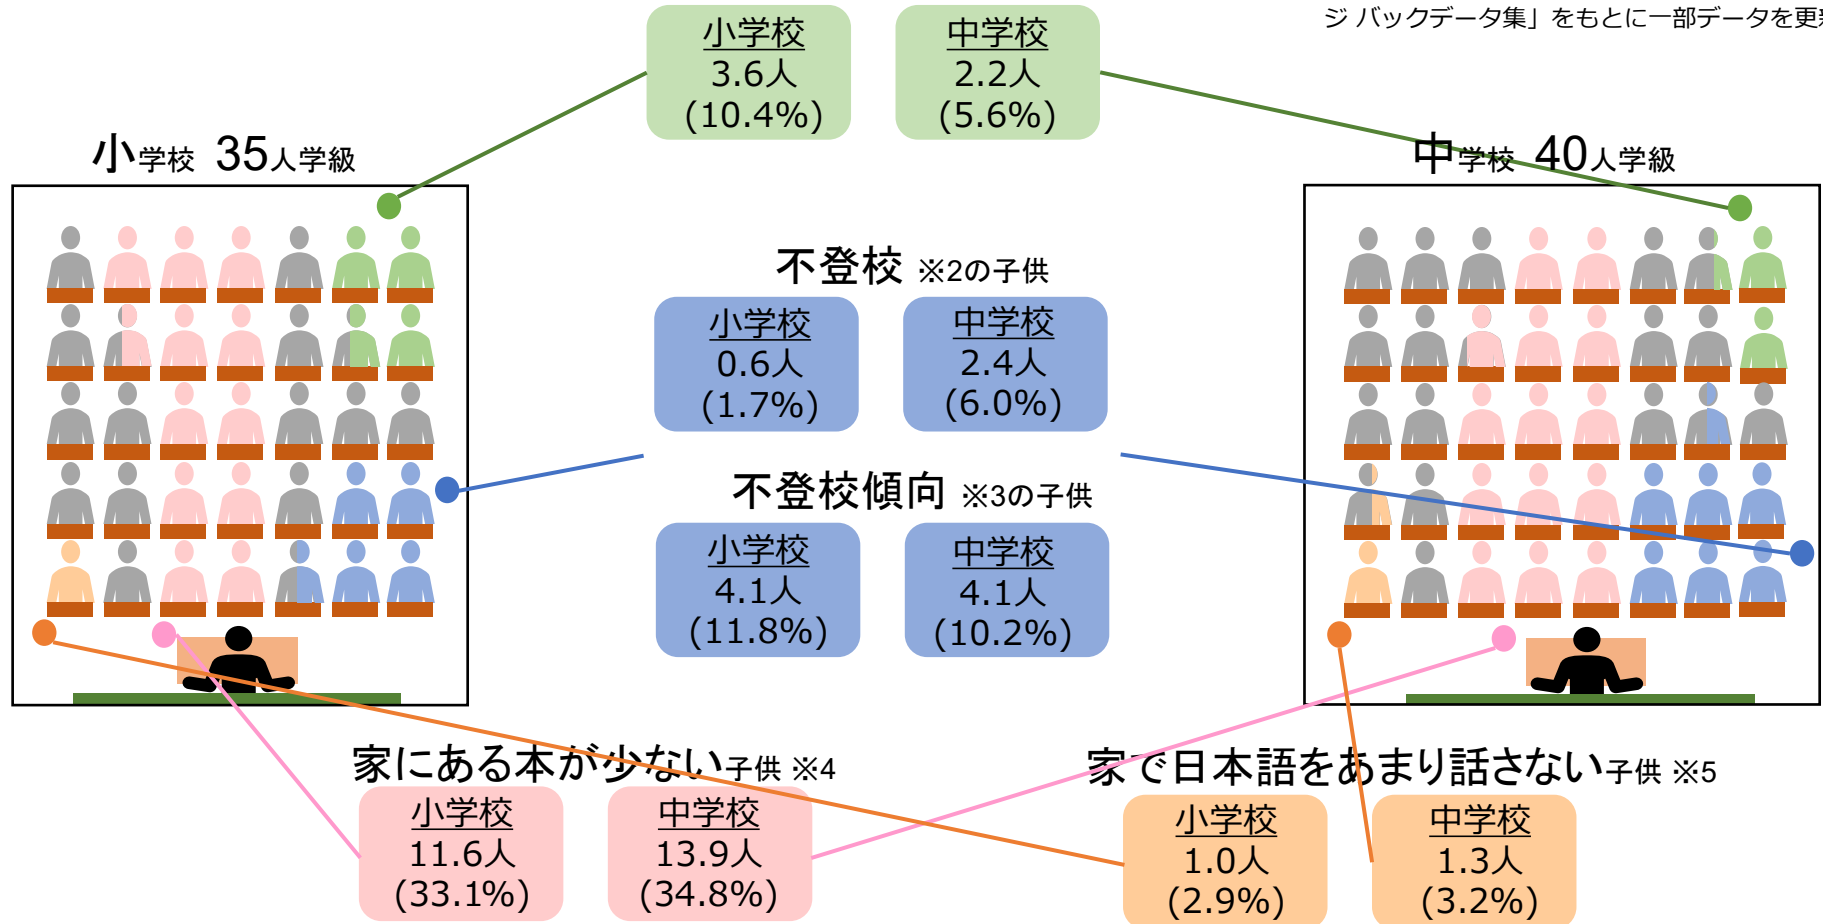 ジ バックデータ集」をもとに一部データを更新
小学校
3.6人
(10.4%)
中学校
2.2人
(5.6%)
小学校 35人学級
中学校 40人学級
不登校 ※2の子供
小学校
0.6人
(1.7%)
中学校
2.4人
(6.0%)
不登校傾向 ※3の子供
小学校
4.1人
(11.8%)
中学校
4.1人
(10.2%)
家にある本が少ない子供 ※4
小学校
11.6人
(33.1%)
中学校
13.9人
(34.8%)
家で日本語をあまり話さない子供 ※5
小学校
1.0人
(2.9%)
中学校
1.3人
(3.2%)